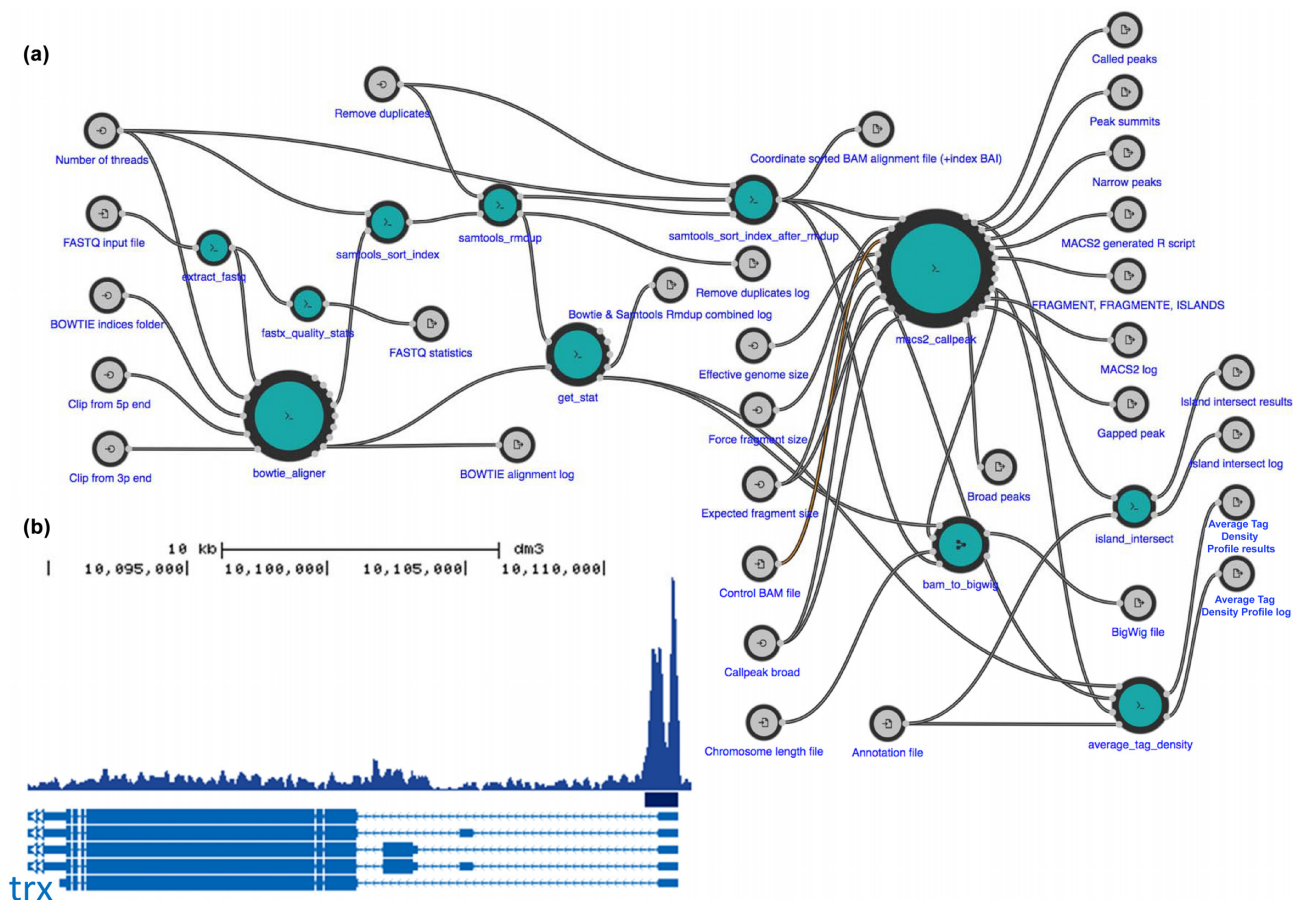 (a)
Called peaks
Remove duplicates
Peak summits
Number of threads
Coordinate sorted BAM alignment file (+index BAI)
Narrow peaks
FASTQ input file
samtools_rmdup
samtools_sort_index_after_rmdup
MACS2 generated R script
samtools_sort_index
extract_fastq
Remove duplicates log
FRAGMENT, FRAGMENTE, ISLANDS
BOWTIE indices folder
fastx_quality_stats
Bowtie & Samtools Rmdup combined log
macs2_callpeak
FASTQ statistics
Effective genome size
MACS2 log
Clip from 5p end
get_stat
Island intersect results
Force fragment size
Gapped peak
Clip from 3p end
bowtie_aligner
BOWTIE alignment log
Island intersect log
Broad peaks
Expected fragment size
Average Tag
Density
Profile results
island_intersect
Control BAM file
bam_to_bigwig
Average Tag
Density Profile log
BigWig file
Callpeak broad
Chromosome length file
Annotation file
average_tag_density
(b)
10 kb dm3
10,095,000 10,100,000 10,105,000 10,110,000
trx